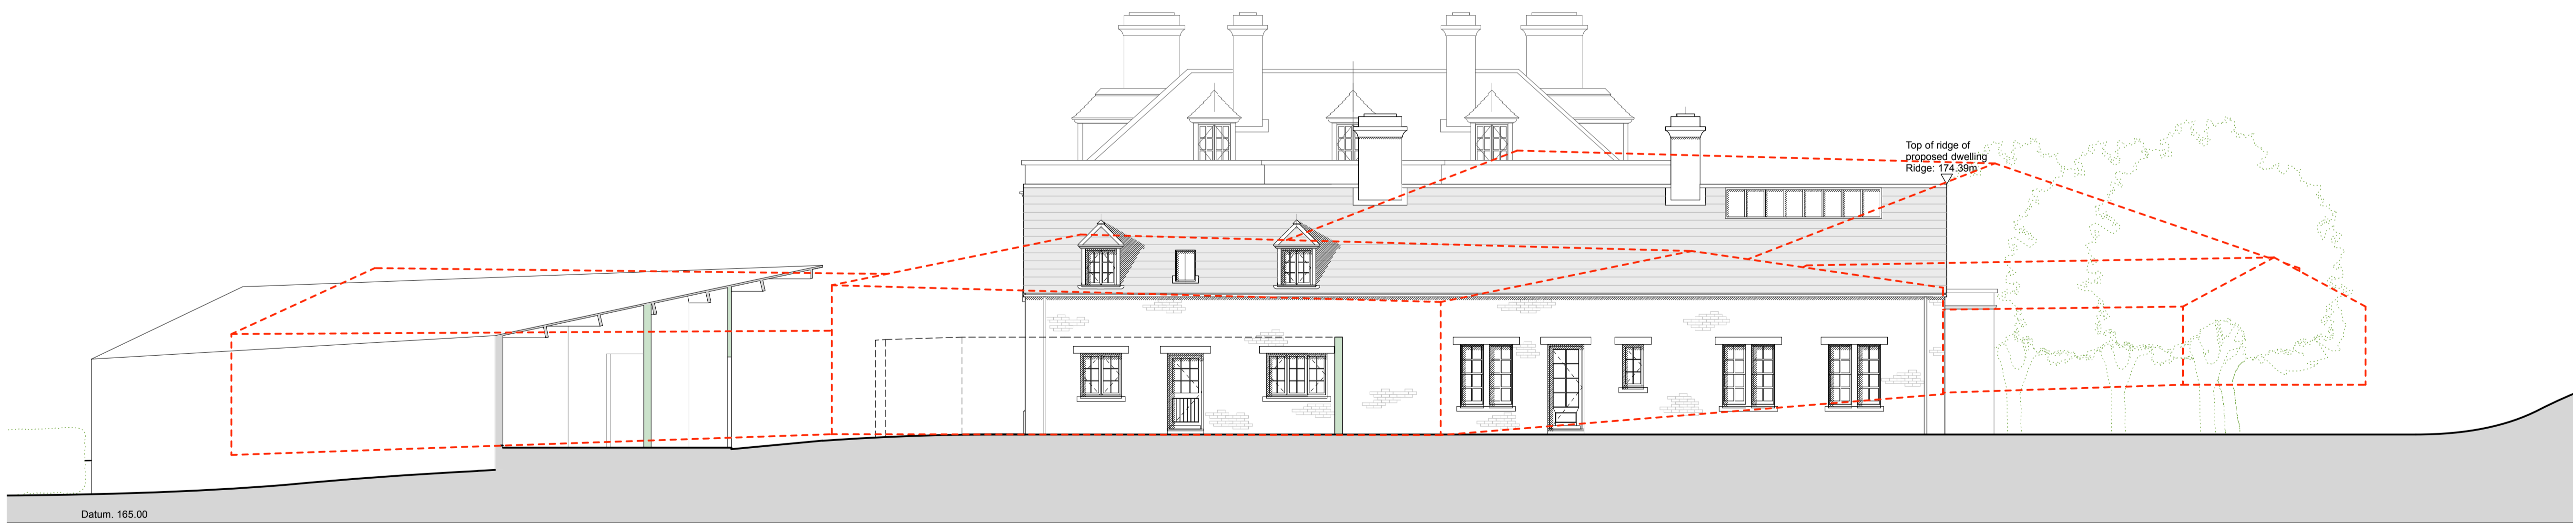 Top of ridge of
proposed dwelling
Ridge: 174.39m
Datum. 165.00